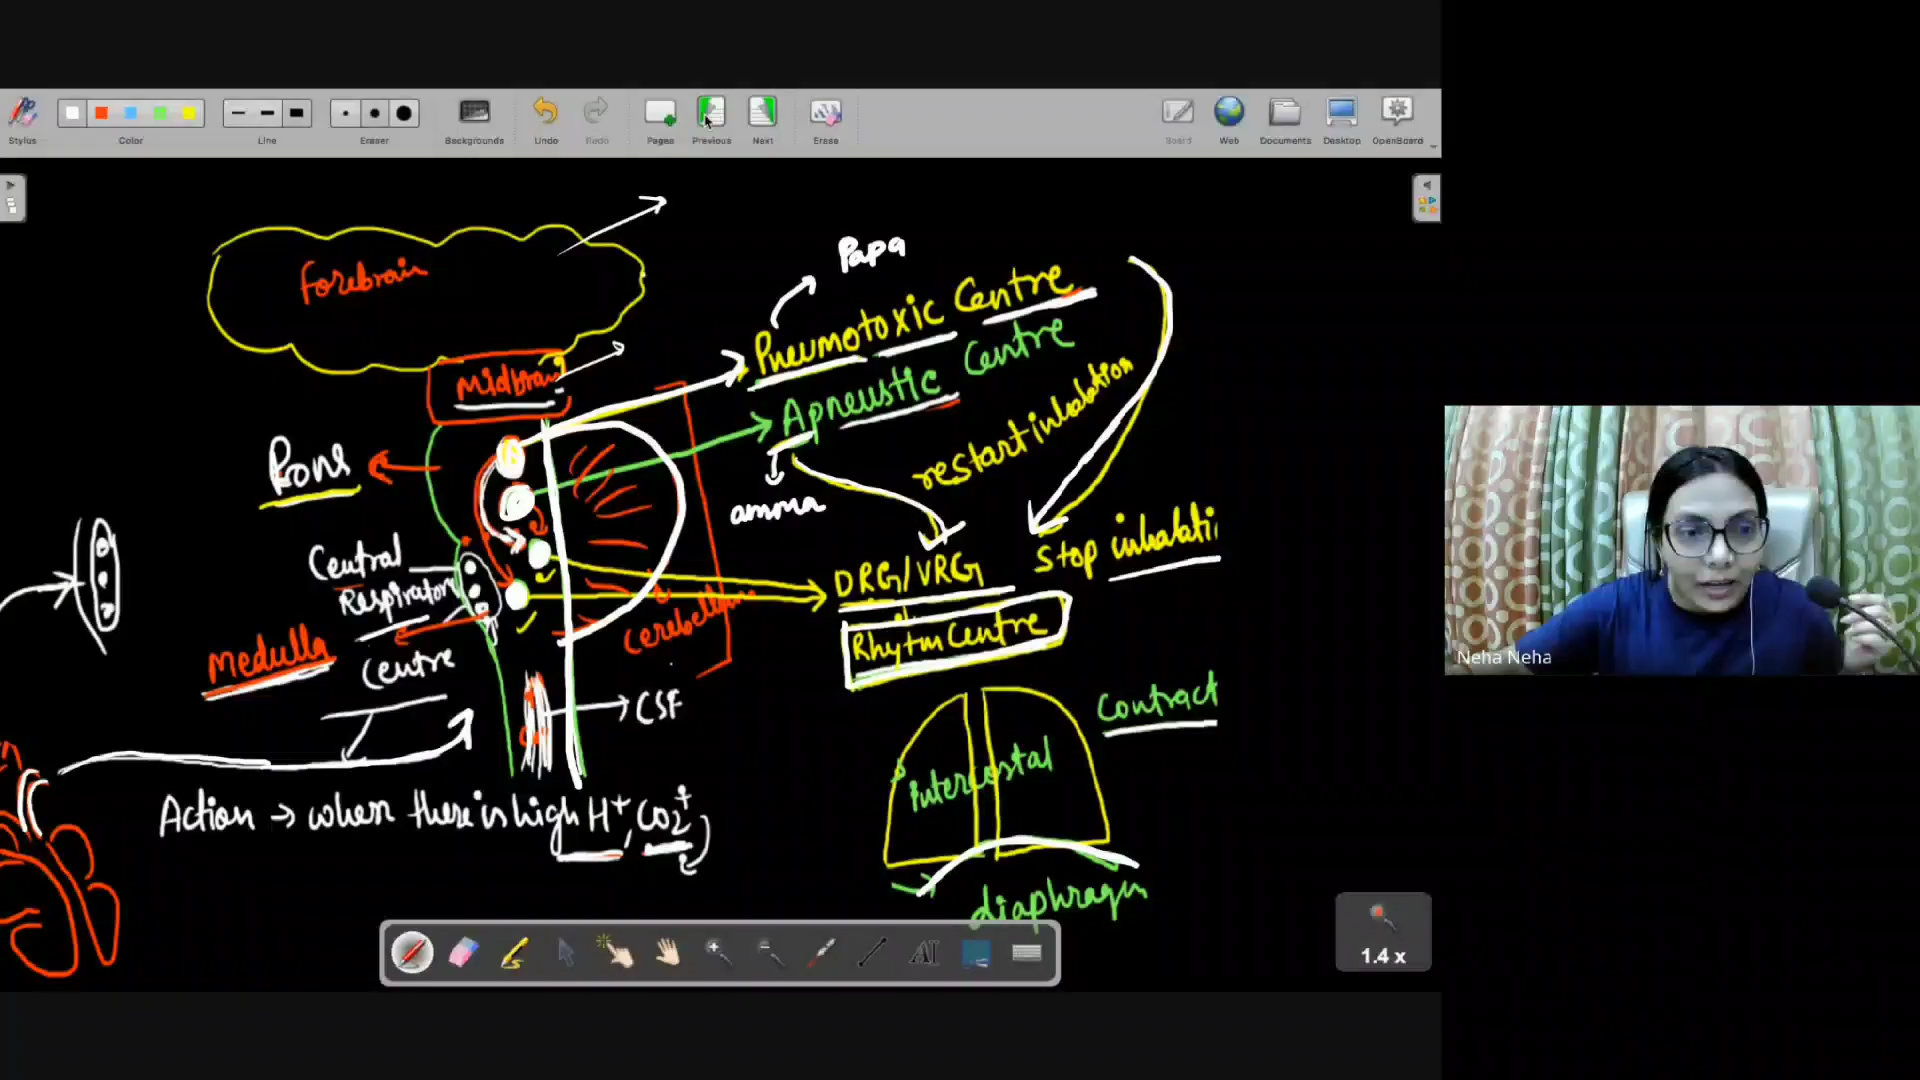 Stylus
Color
Line
Eraser
Backgrounds
Undo
Redo
Pages
Previous
Next
Erase
Board
Web
Documents
Desktop
OpenBoard
Papa
Forebrain
Pneumotoxic Centre
Midbrain
Apneustic Centre
restart inhabation
Pons
amma
Central
Respiratory
Centre
Medulla
DRG/VRG
Stop inhalati
Rhytm Centre
cerebellum
CSF
Contract
intercostal
Action → when there is high H+, CO2+
diaphragm
Neha Neha
1.4 x